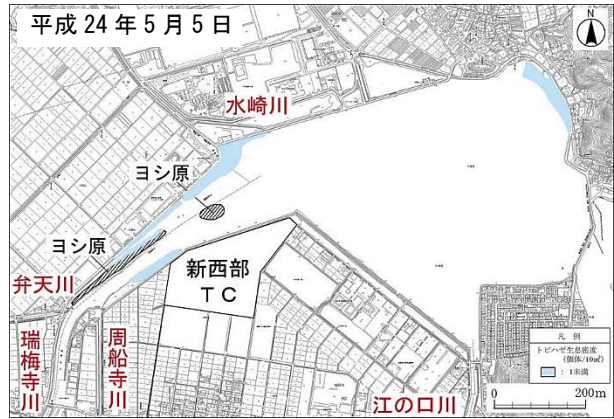 平成24年5月5日
N
水崎川
ヨシ原
ヨシ原
弁天川
新西部
TC
瑞梅寺川
周船寺川
江の口川
凡 例
トビハゼ生息密度
(個体/10㎡)
:1未満
0 200m